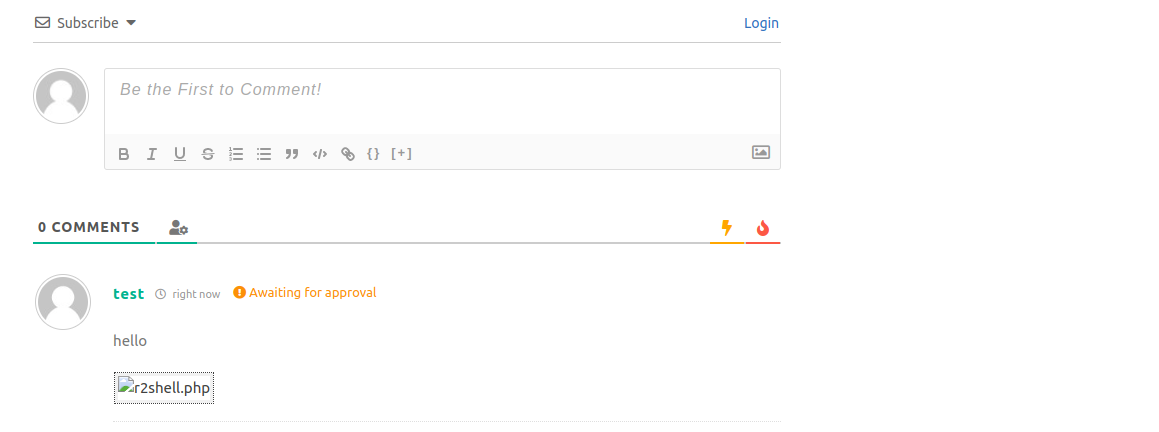 Subscribe
Login
Be the First to Comment!
B I U S {} [+]
0 COMMENTS
test right now Awaiting for approval
hello
r2shell.php